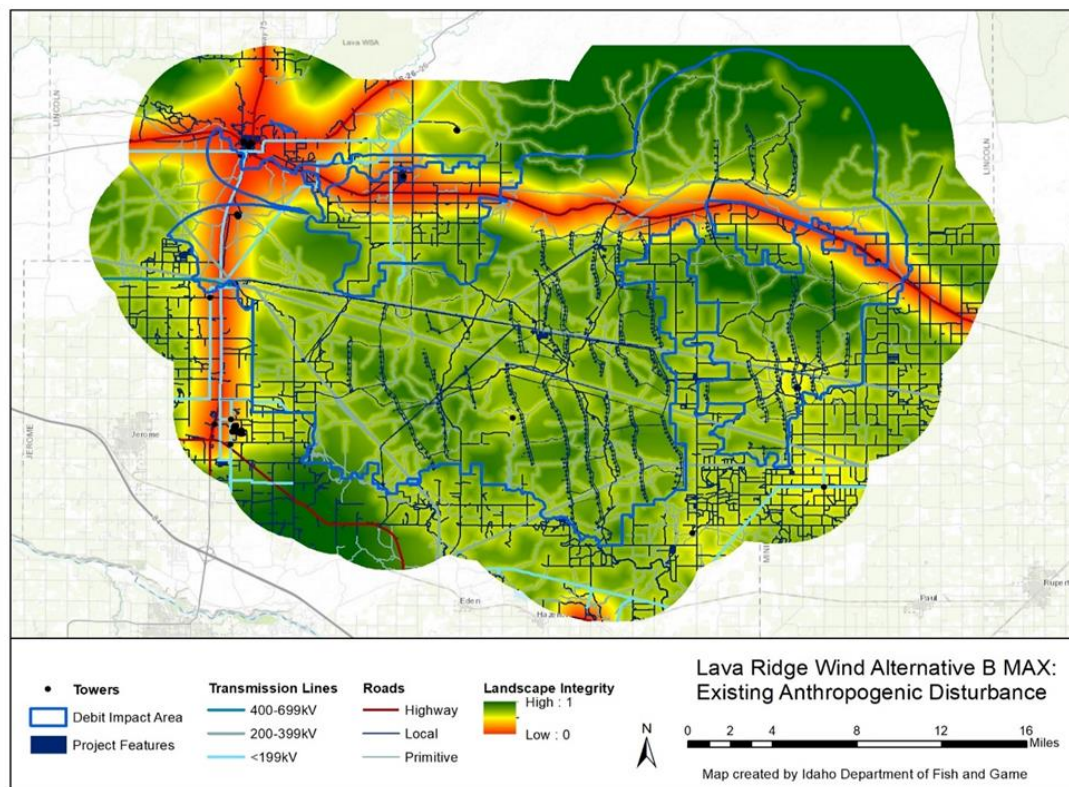 Lava WSA
LINCOLN
LINCOLN
JEROME
Jerome
84
Eden
Paul
Rupert
Towers
Debit Impact Area
Project Features
Transmission Lines
400-699kV
200-399kV
<199kV
Roads
Highway
Local
Primitive
Landscape Integrity
High : 1
Low : 0
N
Lava Ridge Wind Alternative B MAX:
Existing Anthropogenic Disturbance
0 2 4 8 12 16
Miles
Map created by Idaho Department of Fish and Game